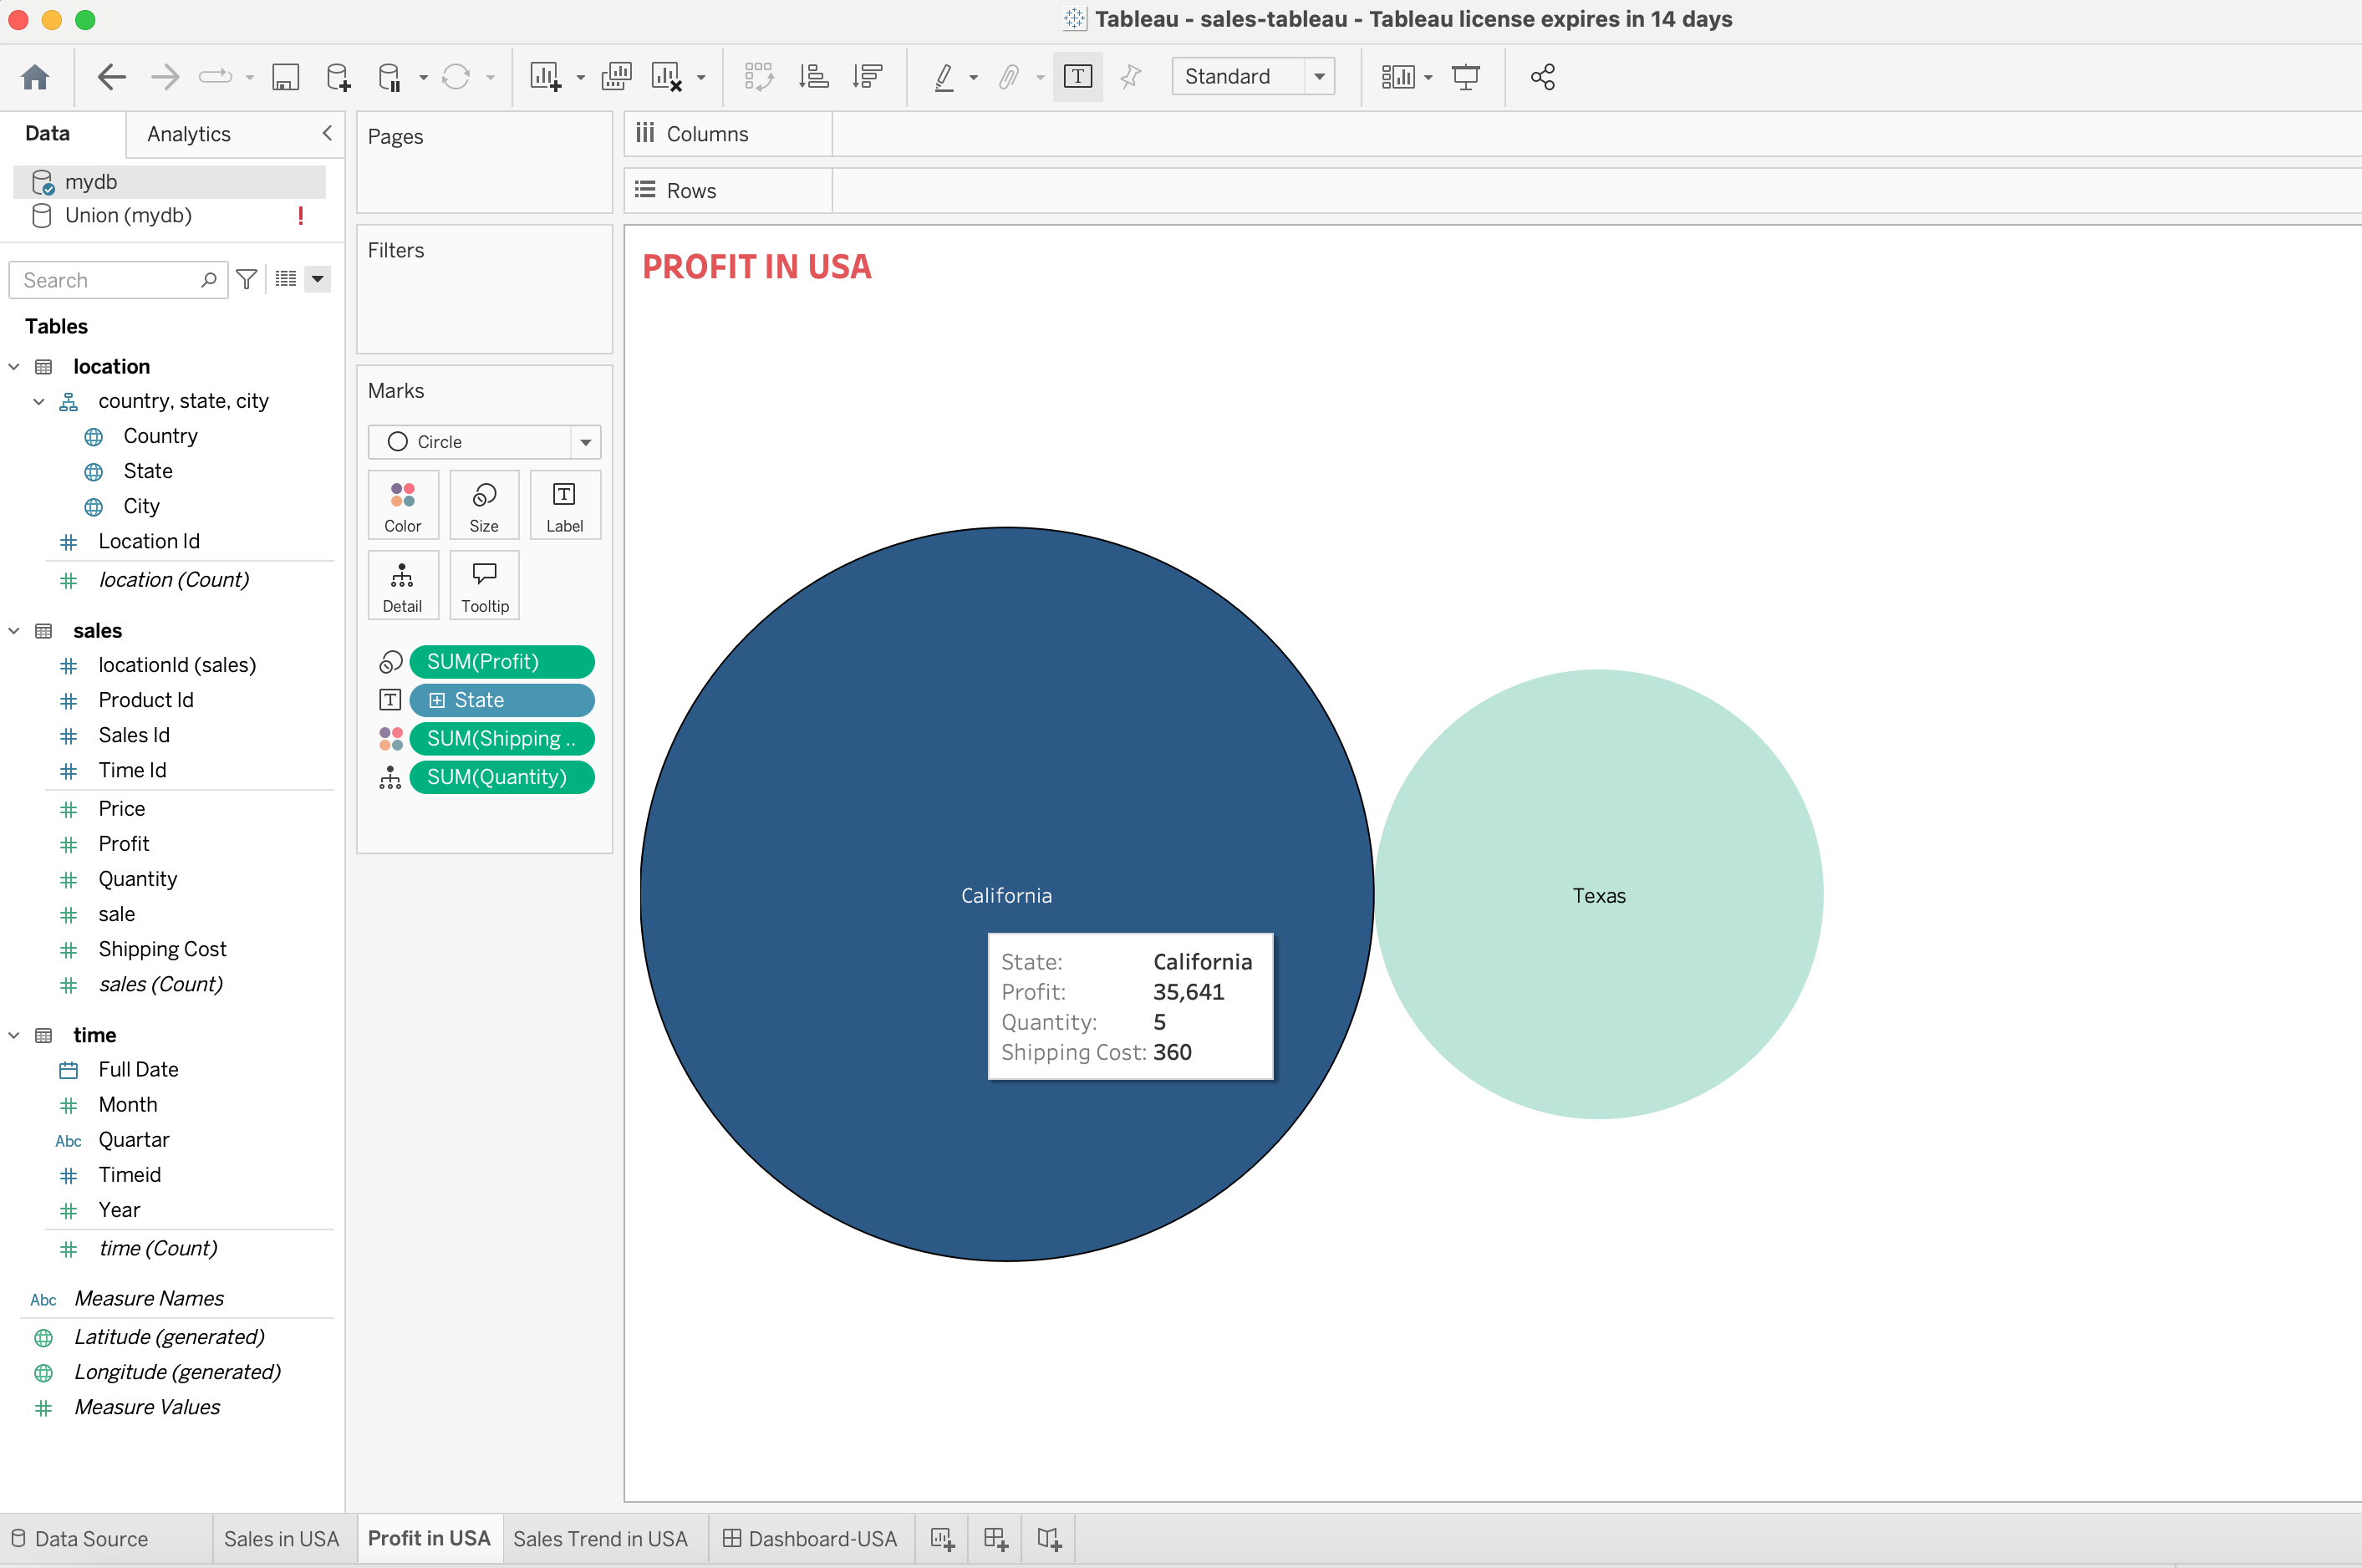 Tableau - sales-tableau - Tableau license expires in 14 days
Standard
Data
Analytics
mydb
Union (mydb) !
Search
Tables
location
country, state, city
Country
State
City
Location Id
location (Count)
sales
locationId (sales)
Product Id
Sales Id
Time Id
Price
Profit
Quantity
sale
Shipping Cost
sales (Count)
time
Full Date
Month
Abc Quartar
Timeid
Year
time (Count)
Abc Measure Names
Latitude (generated)
Longitude (generated)
Measure Values
Pages
Filters
Marks
Circle
Color Size Label
Detail Tooltip
SUM(Profit)
State
SUM(Shipping ..
SUM(Quantity)
Columns
Rows
PROFIT IN USA
California
Texas
State: California
Profit: 35,641
Quantity: 5
Shipping Cost: 360
Data Source Sales in USA Profit in USA Sales Trend in USA Dashboard-USA